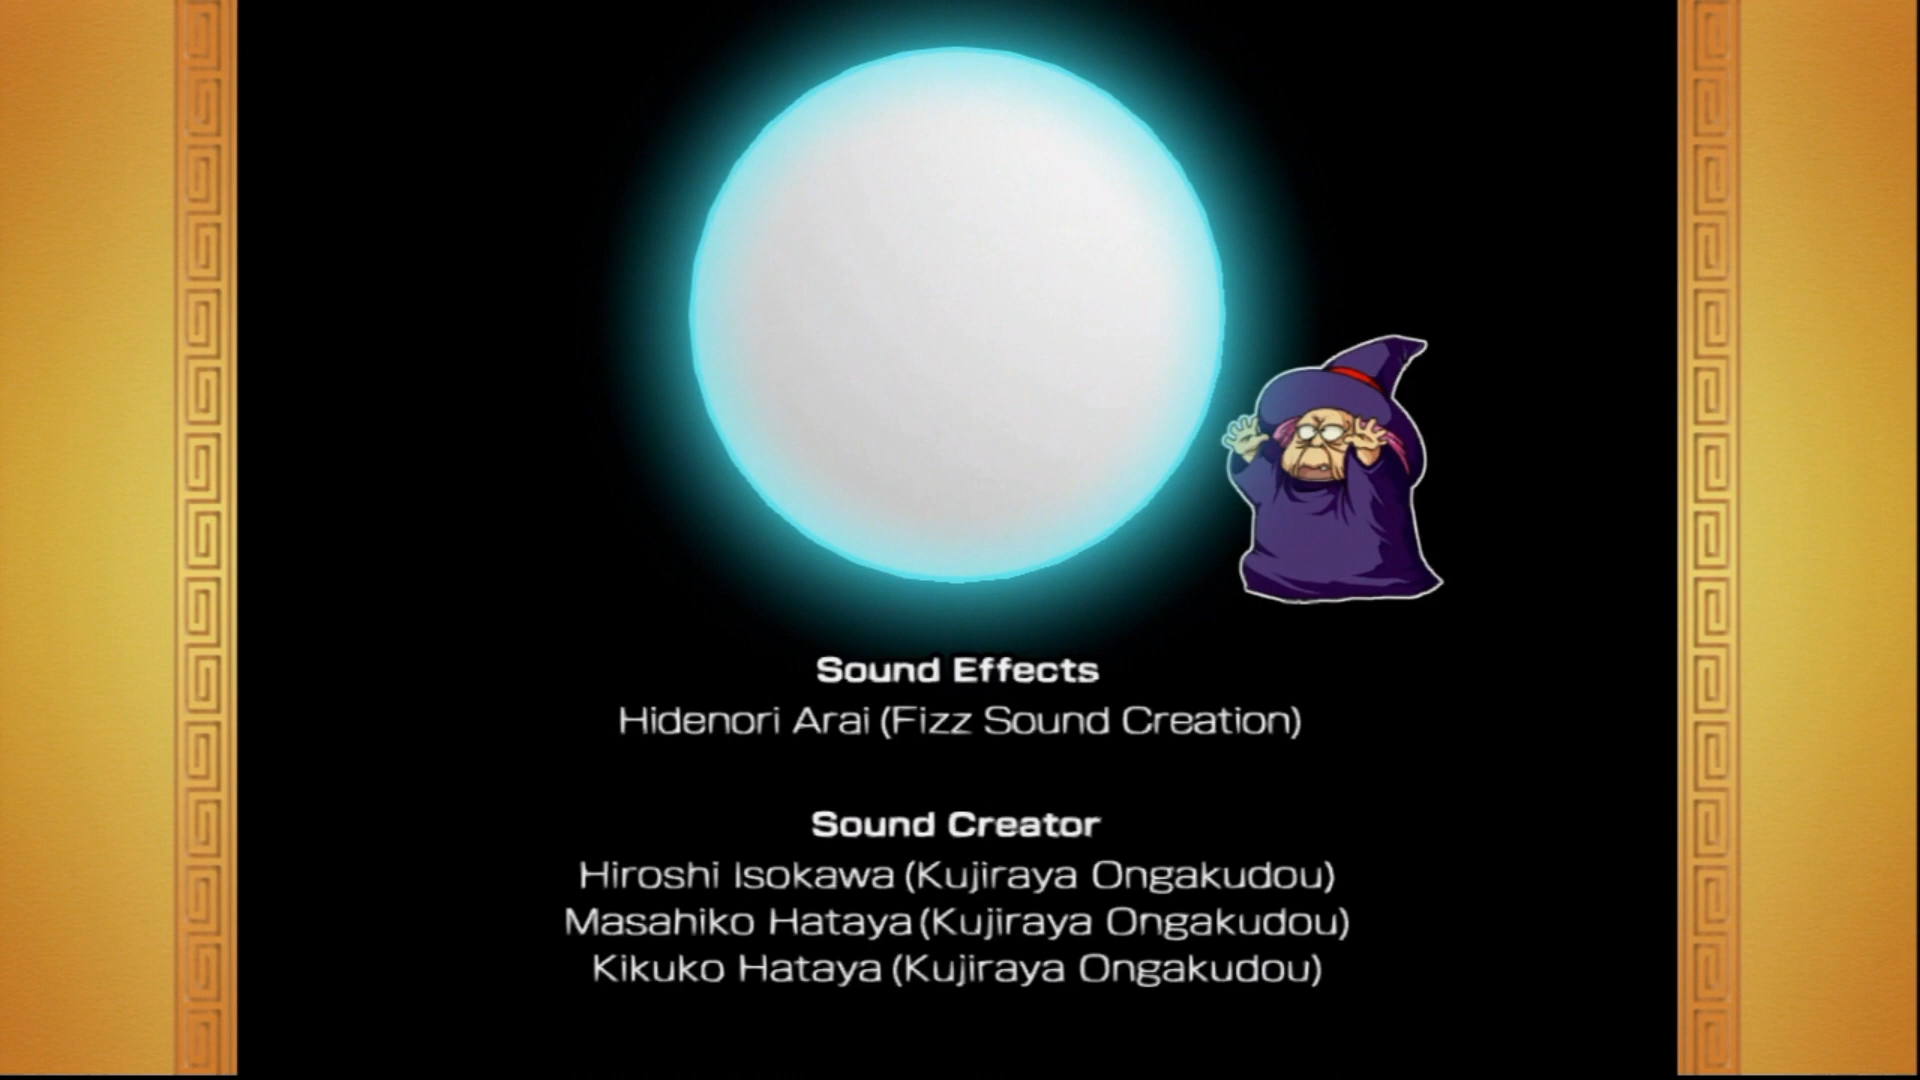 Sound Effects
Hidenori Arai (Fizz Sound Creation)
Sound Creator
Hiroshi Isokawa (Kujiraya Ongakudou)
Masahiko Hataya (Kujiraya Ongakudou)
Kikuko Hataya (Kujiraya Ongakudou)